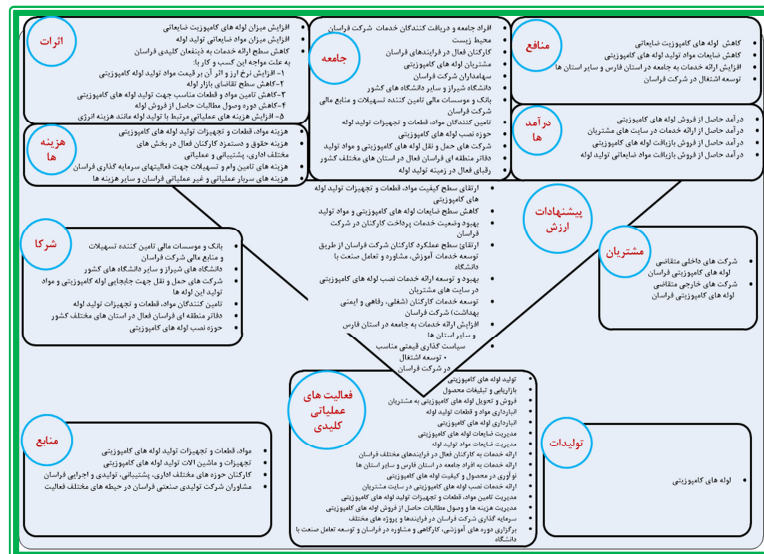 منافع
کاهش لوله های کامپوزیت ضایعاتی
کاهش ضایعات مواد تولید لوله کامپوزیتی
افزایش ارائه خدمات به جامعه در استان فارس و سایر استان ها
توسعه اشتغال در شرکت فراسان
جامعه
افراد جامعه و دریافت کنندگان خدمات شرکت فراسان
محیط زیست
کارکنان فعال در فرایندهای فراسان
مشتریان لوله های کامپوزیتی
سهامداران شرکت فراسان
دانشگاه شیراز و سایر دانشگاه های کشور
بانک و موسسات مالی تامین کننده تسهیلات و منابع مالی
شرکت فراسان
تامین کنندگان مواد، قطعات و تجهیزات تولید لوله
حوزه نصب لوله های کامپوزیتی
شرکت های حمل و نقل لوله های کامپوزیتی و مواد تولید
دفاتر منطقه ای فراسان فعال در استان های مختلف کشور
رقبای فعال در زمینه تولید لوله
اثرات
افزایش میزان لوله های کامپوزیت ضایعاتی
افزایش میزان مواد ضایعاتی تولید لوله
کاهش سطح ارائه خدمات به ذینفعان کلیدی فراسان
به علت مواجه این کسب و کار با:
۱- افزایش نرخ ارز و اثر آن بر قیمت مواد تولید لوله کامپوزیتی
۲-کاهش سطح تقاضای بازار لوله
۳-کاهش تامین مواد و قطعات مناسب جهت تولید لوله های کامپوزیتی
۴-کاهش دوره وصول مطالبات حاصل از فروش لوله
۵- افزایش هزینه های عملیاتی مرتبط با تولید لوله مانند هزینه انرژی
درآمد
ها
درآمد حاصل از فروش لوله های کامپوزیتی
درآمد حاصل از ارائه خدمات در سایت های مشتریان
درآمد حاصل از فروش بازیافت لوله های کامپوزیتی
درآمد حاصل از فروش بازیافت مواد ضایعاتی تولید لوله
هزینه
ها
هزینه مواد، قطعات و تجهیزات تولید لوله های کامپوزیتی
هزینه حقوق و دستمزد کارکنان فعال در بخش های
مختلف اداری، پشتیبانی و عملیاتی
هزینه های تامین وام و تسهیلات جهت فعالیتهای سرمایه گذاری فراسان
هزینه های سربار عملیاتی و غیر عملیاتی فراسان و سایر هزینه ها
پیشنهادات
ارزش
ارتقای سطح کیفیت مواد، قطعات و تجهیزات تولید لوله
های کامپوزیتی
کاهش سطح ضایعات لوله های کامپوزیتی و مواد تولید
بهبود وضعیت خدمات پرداخت کارکنان در شرکت
فراسان
ارتقای سطح عملکرد کارکنان شرکت فراسان از طریق
توسعه خدمات آموزش، مشاوره و تعامل صنعت با
دانشگاه
بهبود و توسعه ارائه خدمات نصب لوله های کامپوزیتی
در سایت های مشتریان
توسعه خدمات کارکنان (شغلی، رفاهی و ایمنی
بهداشت) شرکت فراسان
افزایش ارائه خدمات به جامعه در استان فارس
و سایر استان ها
سیاست گذاری قیمتی مناسب
• توسعه اشتغال
در شرکت فراسان
مشتریان
شرکت های داخلی متقاضی
لوله های کامپوزیتی فراسان
شرکت های خارجی متقاضی
لوله های کامپوزیتی فراسان
شرکا
بانک و موسسات مالی تامین کننده تسهیلات
و منابع مالی شرکت فراسان
دانشگاه های شیراز و سایر دانشگاه های کشور
شرکت های حمل و نقل جهت جابجایی لوله های کامپوزیتی و مواد
تولید این لوله ها
تامین کنندگان مواد، قطعات و تجهیزات تولید لوله
دفاتر منطقه ای فراسان فعال در استان های مختلف کشور
حوزه نصب لوله های کامپوزیتی
فعالیت های
عملیاتی
کلیدی
تولید لوله های کامپوزیتی
بازاریابی و تبلیغات محصول
فروش و تحویل لوله های کامپوزیتی به مشتریان
انبارداری مواد و قطعات تولید لوله
انبارداری لوله های کامپوزیتی
مدیریت ضایعات لوله های کامپوزیتی
مدیریت ضایعات مواد تولید لوله
ارائه خدمات به کارکنان فعال در فرایندهای مختلف فراسان
ارائه خدمات به افراد جامعه در استان فارس و سایر استان ها
نوآوری در محصول و کیفیت لوله های کامپوزیتی
ارائه خدمات نصب لوله های کامپوزیتی در سایت مشتریان
مدیریت تامین مواد، قطعات و تجهیزات تولید لوله های کامپوزیتی
مدیریت هزینه ها و وصول مطالبات حاصل از فروش لوله های کامپوزیتی
سرمایه گذاری شرکت فراسان در فرایندها و پروژه های مختلف
برگزاری دوره های آموزشی، کارگاهی و مشاوره در فراسان و توسعه تعامل صنعت با
دانشگاه
تولیدات
لوله های کامپوزیتی
منابع
مواد، قطعات و تجهیزات تولید لوله های کامپوزیتی
تجهیزات و ماشین الات تولید لوله های کامپوزیتی
کارکنان حوزه های مختلف اداری، پشتیبانی، تولیدی و اجرایی فراسان
مشاوران شرکت تولیدی صنعتی فراسان در حیطه های مختلف فعالیت